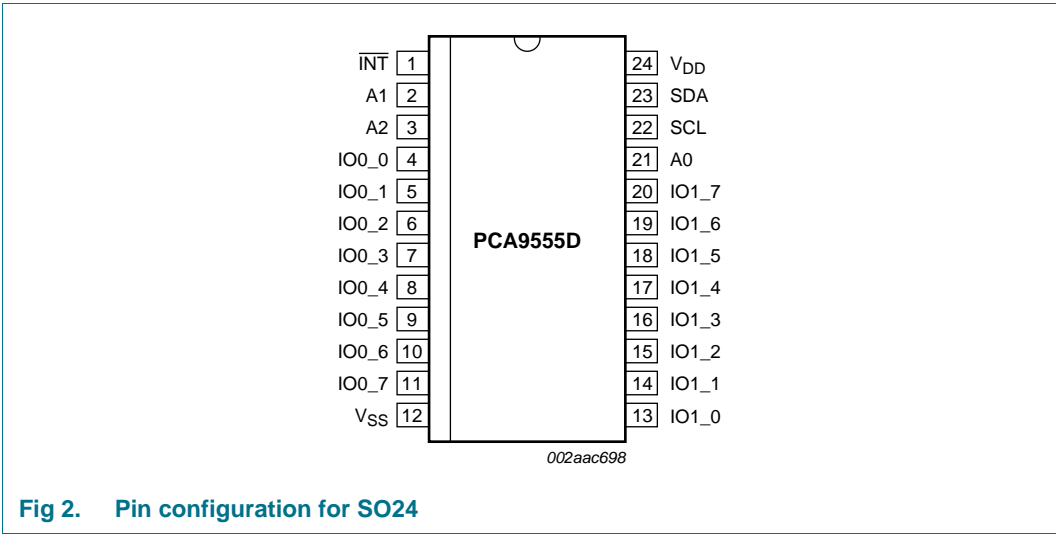 I̅N̅T̅ 1
A1 2
A2 3
IO0_0 4
IO0_1 5
IO0_2 6
IO0_3 7
IO0_4 8
IO0_5 9
IO0_6 10
IO0_7 11
VSS 12
PCA9555D
24 VDD
23 SDA
22 SCL
21 A0
20 IO1_7
19 IO1_6
18 IO1_5
17 IO1_4
16 IO1_3
15 IO1_2
14 IO1_1
13 IO1_0
002aac698
Fig 2. Pin configuration for SO24